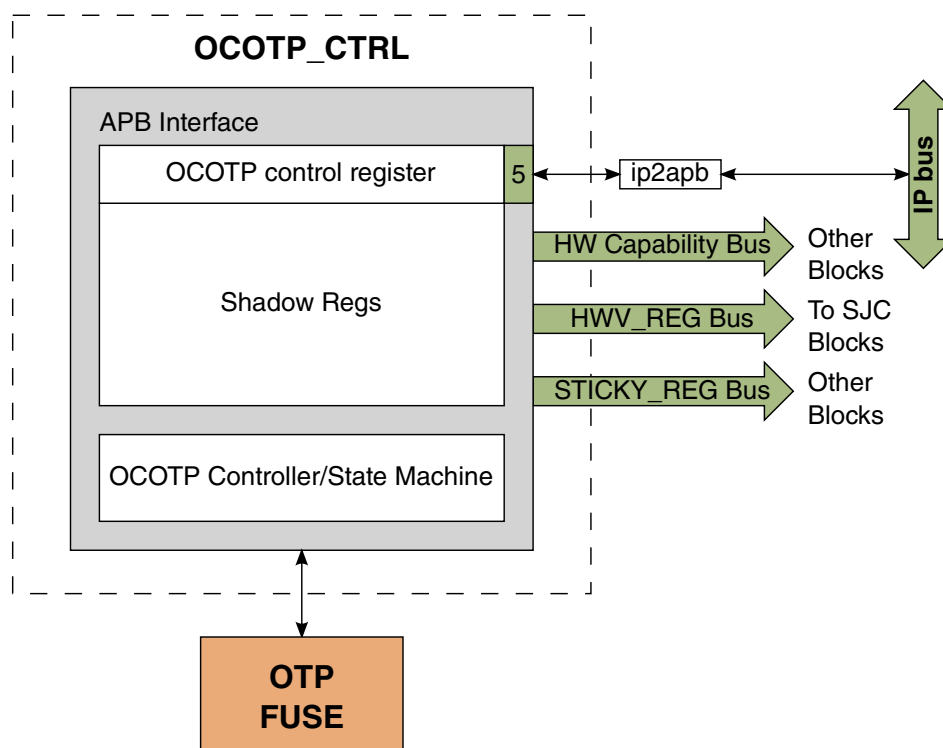 OCOTP_CTRL
APB Interface
OCOTP control register
5
ip2apb
IP bus
HW Capability Bus
Other
Blocks
Shadow Regs
HWV_REG Bus
To SJC
Blocks
STICKY_REG Bus
Other
Blocks
OCOTP Controller/State Machine
OTP
FUSE